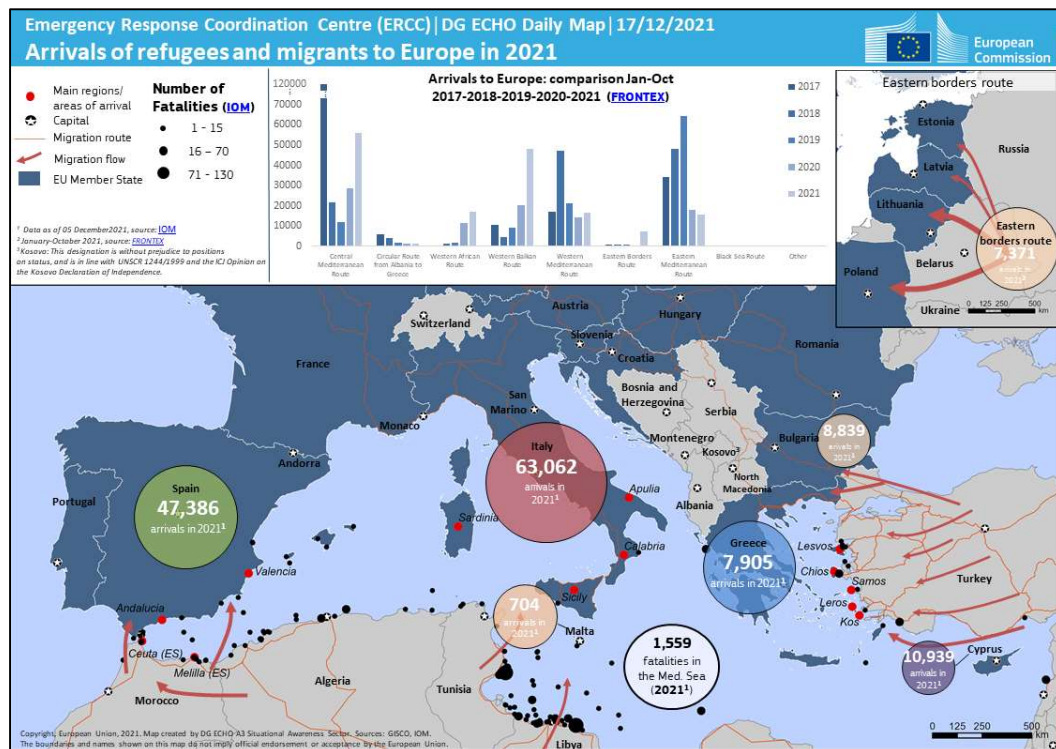 Emergency Response Coordination Centre (ERCC)|DG ECHO Daily Map|17/12/2021
Arrivals of refugees and migrants to Europe in 2021
European
Commission
Main regions/
areas of arrival
Capital
Migration route
Migration flow
EU Member State
Number of
Fatalities (IOM)
1 - 15
16 – 70
71 - 130
¹ Data as of 05 December2021, source: IOM
² January-October 2021, source: FRONTEX
³ Kosovo: This designation is without prejudice to positions
on status, and is in line with UNSCR 1244/1999 and the ICJ Opinion on
the Kosovo Declaration of Independence.
Arrivals to Europe: comparison Jan-Oct
2017-2018-2019-2020-2021 (FRONTEX)
120000
70000
60000
50000
40000
30000
20000
10000
0
Central
Mediterranean
Route
Circular Route
from Albania to
Greece
Western African
Route
Western Balkan
Route
Western
Mediterranean
Route
Eastern Borders
Route
Eastern
Mediterranean
Route
Black Sea Route
Other
2017
2018
2019
2020
2021
Eastern borders route
Estonia
Russia
Latvia
Lithuania
Eastern
borders route
7,371
arrivals in
2021²
Belarus
Poland
Ukraine
0 125 250 500
km
Switzerland
Austria
Hungary
Slovenia
Croatia
Romania
France
San
Marino
Bosnia and
Herzegovina
Serbia
Monaco
Montenegro
Kosovo³
Bulgaria
8,839
arrivals in
2021¹
Andorra
Italy
63,062
arrivals in
2021¹
North
Macedonia
Albania
Portugal
Spain
47,386
arrivals in 2021¹
Apulia
Sardinia
Greece
7,905
arrivals in 2021¹
Lesvos
Chios
Turkey
Calabria
Valencia
Samos
Sicily
Leros
Kos
Andalucia
704
arrivals in
2021¹
Malta
1,559
fatalities in
the Med. Sea
(2021¹)
Cyprus
10,939
arrivals in
2021¹
Ceuta (ES)
Melilla (ES)
Algeria
Tunisia
Morocco
Libya
0 125 250 500
km
Copyright, European Union, 2021. Map created by DG ECHO A3 Situational Awareness Sector. Sources: GISCO, IOM.
The boundaries and names shown on this map do not imply official endorsement or acceptance by the European Union.